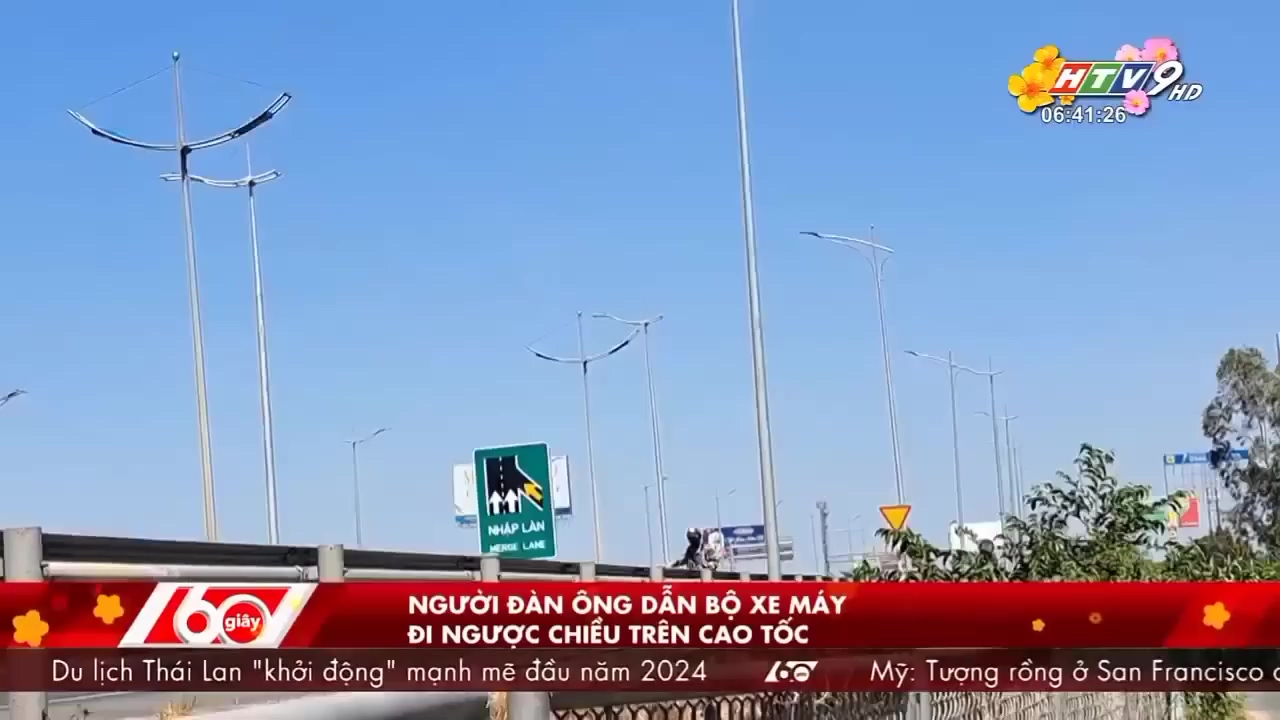 HTV9 HD
06:41:26
NHẬP LÀN
MERGE LANE
60 giây
NGƯỜI ĐÀN ÔNG DẪN BỘ XE MÁY
ĐI NGƯỢC CHIỀU TRÊN CAO TỐC
Du lịch Thái Lan "khởi động" mạnh mẽ đầu năm 2024
60
Mỹ: Tượng rồng ở San Francisco